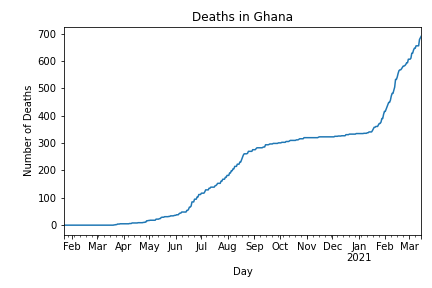 Deaths in Ghana
700
600
500
400
300
200
100
0
Number of Deaths
Feb Mar Apr May Jun Jul Aug Sep Oct Nov Dec Jan Feb Mar
2021
Day